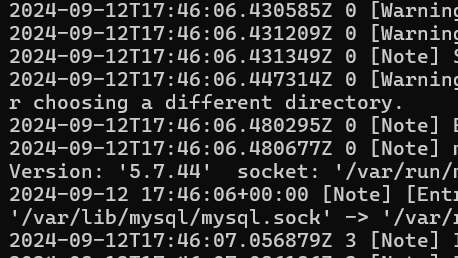 2024-09-12T17:46:06.430585Z 0 [Warning
2024-09-12T17:46:06.431209Z 0 [Warning
2024-09-12T17:46:06.431349Z 0 [Note] S
2024-09-12T17:46:06.447314Z 0 [Warning
r choosing a different directory.
2024-09-12T17:46:06.480295Z 0 [Note] E
2024-09-12T17:46:06.480677Z 0 [Note] m
Version: '5.7.44'  socket: '/var/run/m
2024-09-12 17:46:06+00:00 [Note] [Entr
'/var/lib/mysql/mysql.sock' -> '/var/r
2024-09-12T17:46:07.056879Z 3 [Note] I